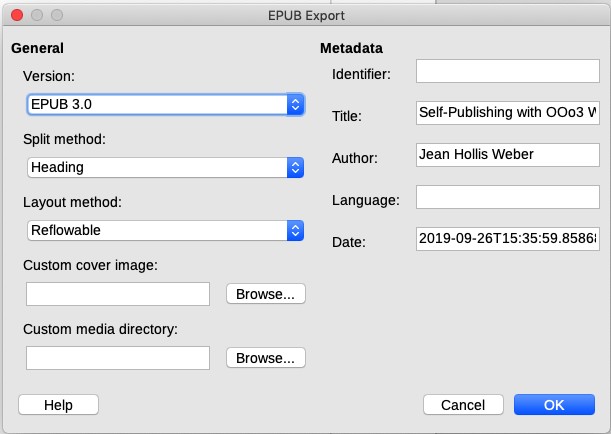 EPUB Export
General
Version:
EPUB 3.0
Split method:
Heading
Layout method:
Reflowable
Custom cover image:
Browse...
Custom media directory:
Browse...
Metadata
Identifier:
Title: Self-Publishing with OOo3 W
Author: Jean Hollis Weber
Language:
Date: 2019-09-26T15:35:59.8586
Help Cancel OK